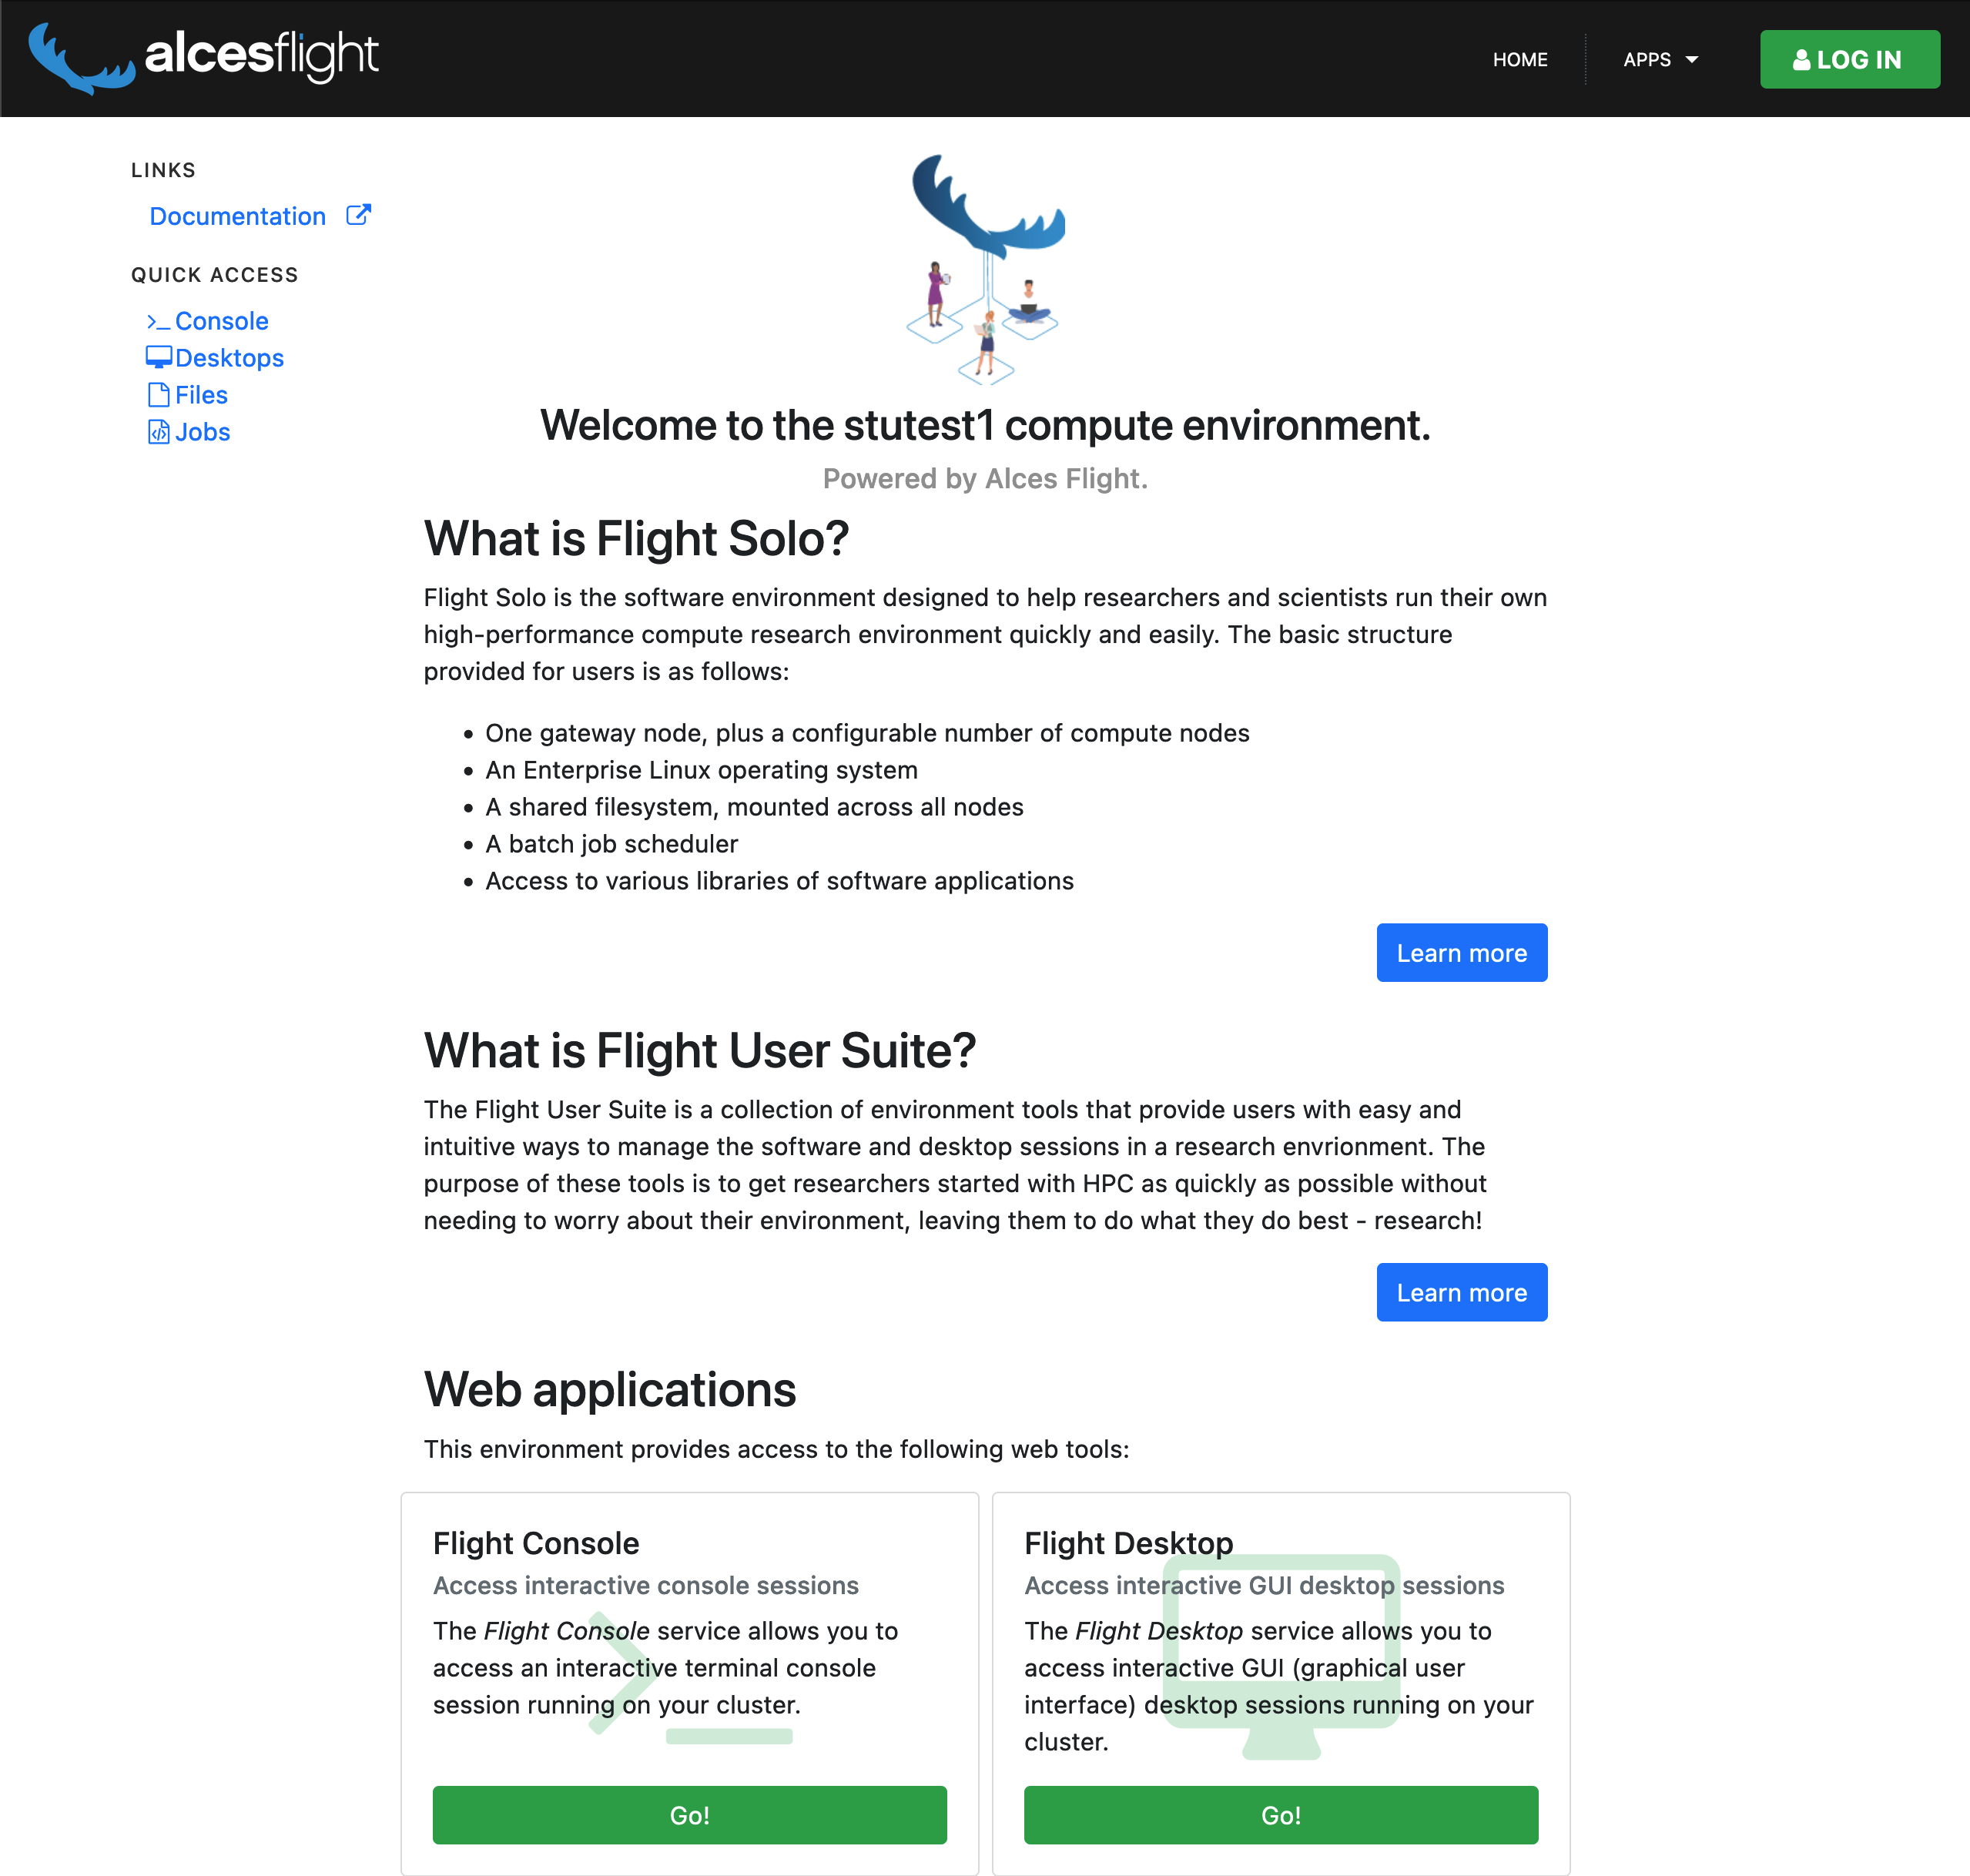 alcesflight
HOME
APPS
LOG IN
LINKS
Documentation
QUICK ACCESS
Console
Desktops
Files
Jobs
Welcome to the stutest1 compute environment.
Powered by Alces Flight.
What is Flight Solo?
Flight Solo is the software environment designed to help researchers and scientists run their own
high-performance compute research environment quickly and easily. The basic structure
provided for users is as follows:
• One gateway node, plus a configurable number of compute nodes
• An Enterprise Linux operating system
• A shared filesystem, mounted across all nodes
• A batch job scheduler
• Access to various libraries of software applications
Learn more
What is Flight User Suite?
The Flight User Suite is a collection of environment tools that provide users with easy and
intuitive ways to manage the software and desktop sessions in a research envrionment. The
purpose of these tools is to get researchers started with HPC as quickly as possible without
needing to worry about their environment, leaving them to do what they do best - research!
Learn more
Web applications
This environment provides access to the following web tools:
Flight Console
Access interactive console sessions
The Flight Console service allows you to
access an interactive terminal console
session running on your cluster.
Go!
Flight Desktop
Access interactive GUI desktop sessions
The Flight Desktop service allows you to
access interactive GUI (graphical user
interface) desktop sessions running on your
cluster.
Go!